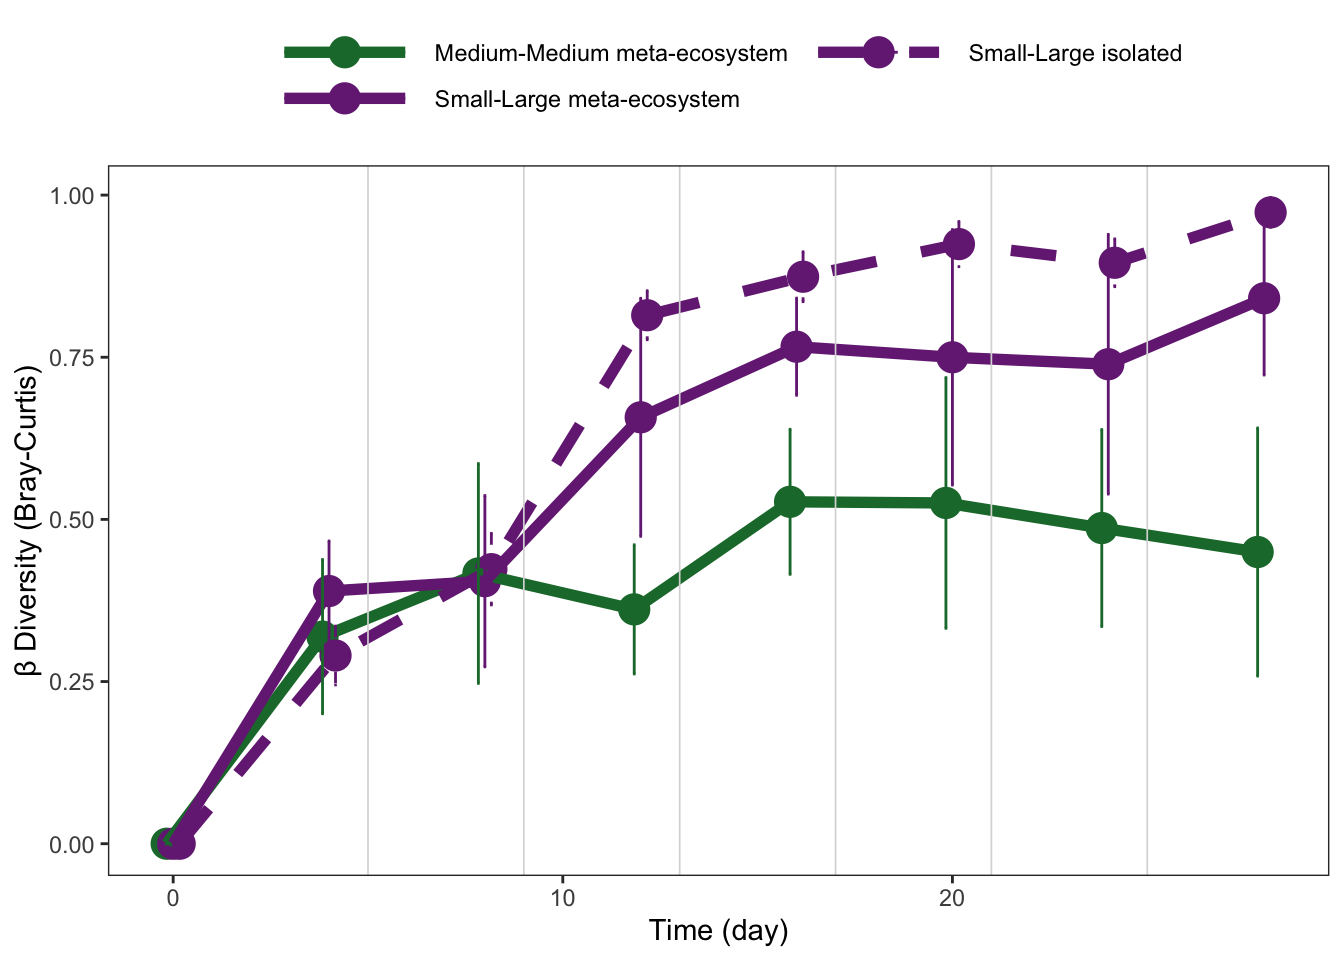 Medium-Medium meta-ecosystem
Small-Large isolated
Small-Large meta-ecosystem
1.00
0.75
0.50
0.25
0.00
β Diversity (Bray-Curtis)
0
10
20
Time (day)